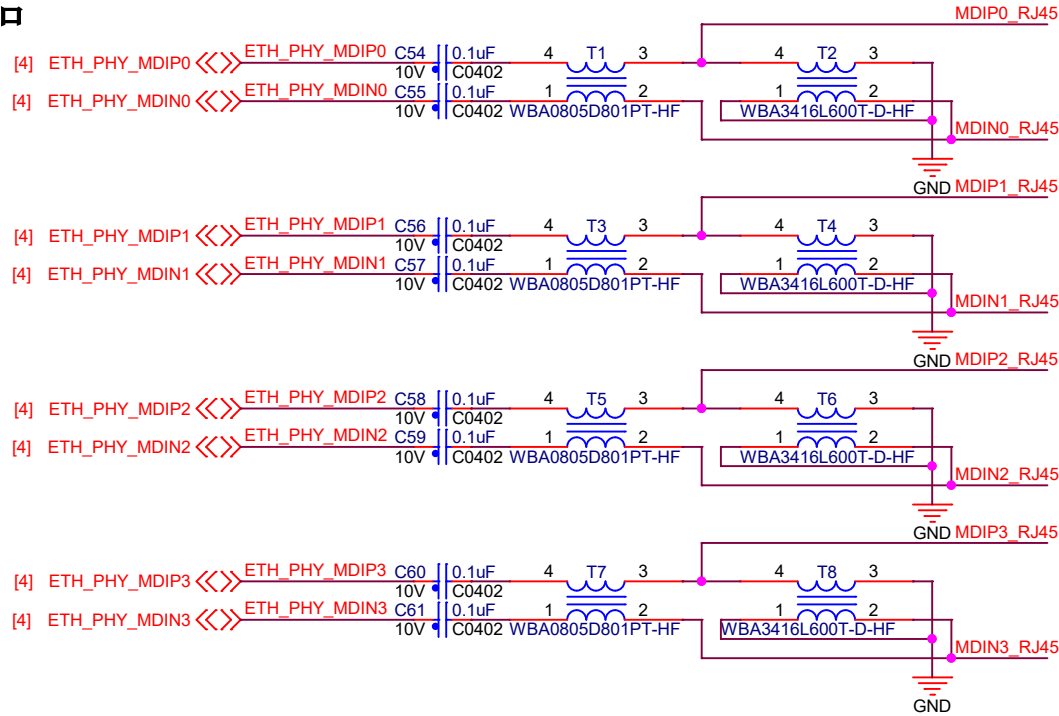 口
MDIP0_RJ45
[4] ETH_PHY_MDIP0 ETH_PHY_MDIP0 C54 0.1uF 4 T1 3 4 T2 3
10V C0402
[4] ETH_PHY_MDIN0 ETH_PHY_MDIN0 C55 0.1uF 1 2 1 2
10V C0402 WBA0805D801PT-HF WBA3416L600T-D-HF
MDIN0_RJ45
GND MDIP1_RJ45
[4] ETH_PHY_MDIP1 ETH_PHY_MDIP1 C56 0.1uF 4 T3 3 4 T4 3
10V C0402
[4] ETH_PHY_MDIN1 ETH_PHY_MDIN1 C57 0.1uF 1 2 1 2
10V C0402 WBA0805D801PT-HF WBA3416L600T-D-HF
MDIN1_RJ45
GND MDIP2_RJ45
[4] ETH_PHY_MDIP2 ETH_PHY_MDIP2 C58 0.1uF 4 T5 3 4 T6 3
10V C0402
[4] ETH_PHY_MDIN2 ETH_PHY_MDIN2 C59 0.1uF 1 2 1 2
10V C0402 WBA0805D801PT-HF WBA3416L600T-D-HF
MDIN2_RJ45
GND MDIP3_RJ45
[4] ETH_PHY_MDIP3 ETH_PHY_MDIP3 C60 0.1uF 4 T7 3 4 T8 3
10V C0402
[4] ETH_PHY_MDIN3 ETH_PHY_MDIN3 C61 0.1uF 1 2 1 2
10V C0402 WBA0805D801PT-HF WBA3416L600T-D-HF
MDIN3_RJ45
GND